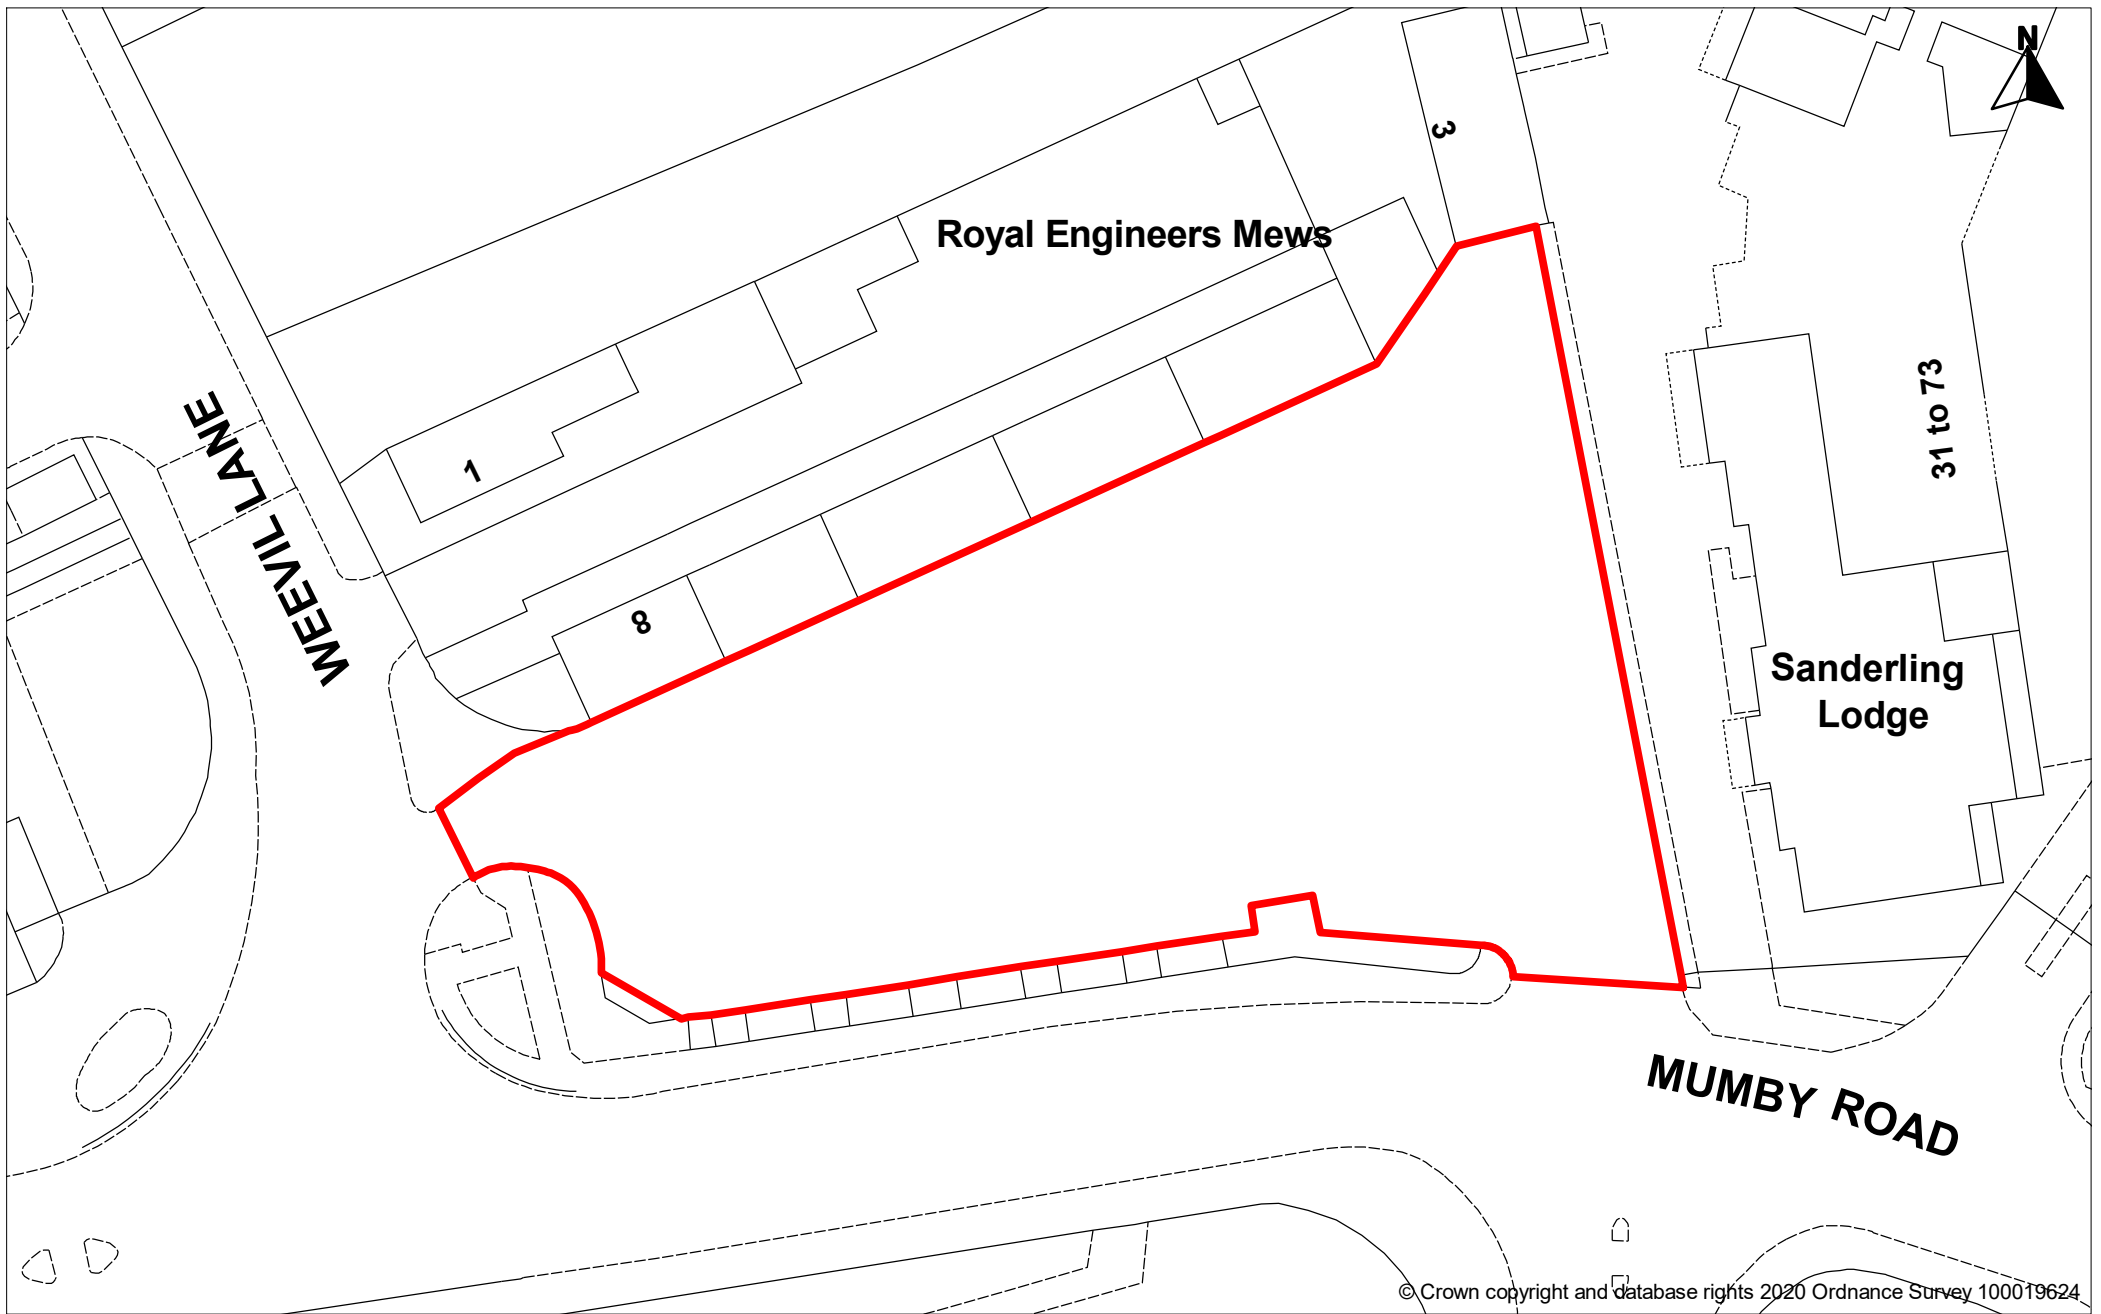 N
3
Royal Engineers Mews
WEEVIL LANE
1
31 to 73
8
Sanderling
Lodge
MUMBY ROAD
© Crown copyright and database rights 2020 Ordnance Survey 100019624